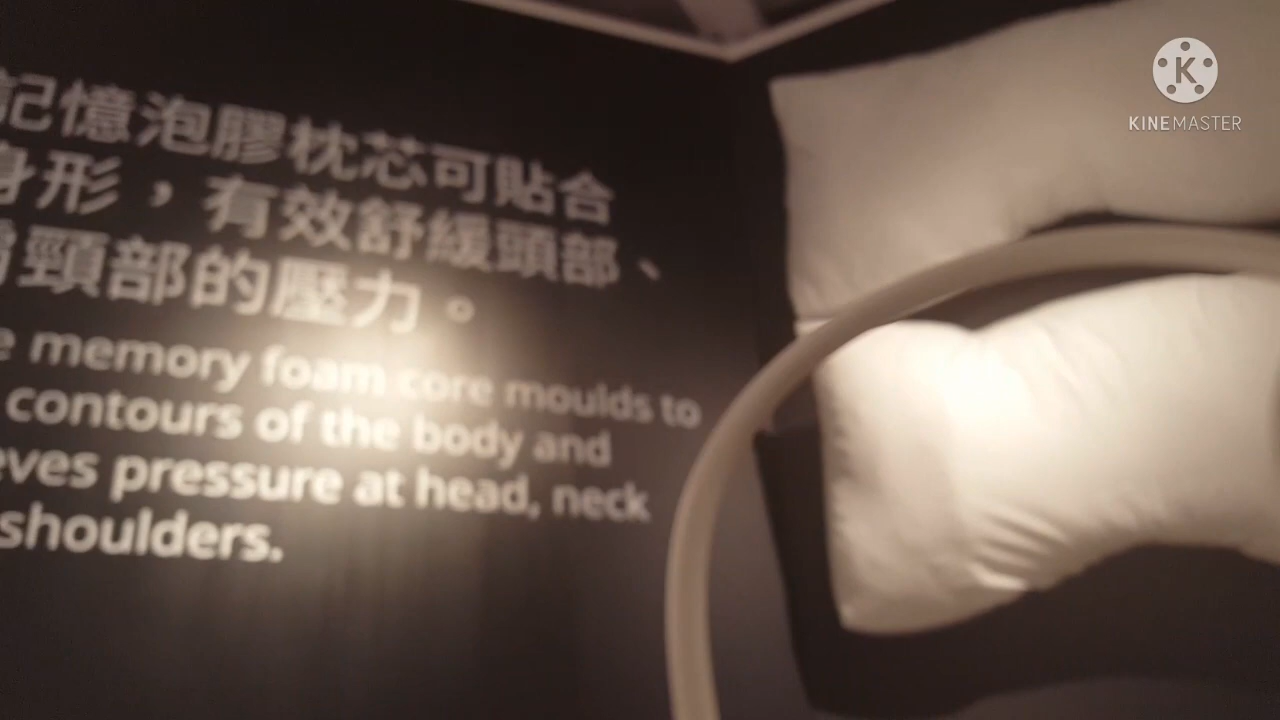 記憶泡膠枕芯可貼合
身形，有效舒緩頭部、
頸部的壓力。
memory foam core moulds to
contours of the body and
eves pressure at head, neck
shoulders.
KINEMASTER